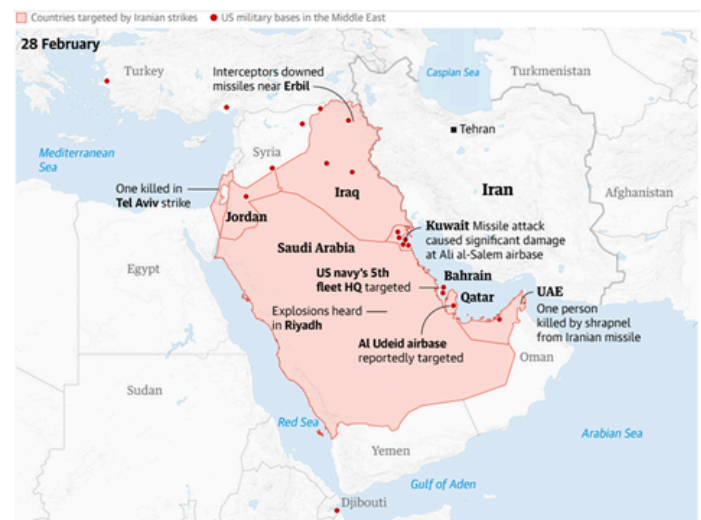 Countries targeted by Iranian strikes
US military bases in the Middle East
28 February
Turkey
Interceptors downed
missiles near Erbil
Caspian Sea
Turkmenistan
Tehran
Mediterranean
Sea
Syria
One killed in
Tel Aviv strike
Iraq
Iran
Afghanistan
Jordan
Kuwait Missile attack
caused significant damage
at Ali al-Salem airbase
Saudi Arabia
Egypt
US navy's 5th
fleet HQ targeted
Bahrain
Qatar
UAE
One person
killed by shrapnel
from Iranian missile
Explosions heard
in Riyadh
Al Udeid airbase
reportedly targeted
Oman
Sudan
Red Sea
Arabian Sea
Yemen
Gulf of Aden
Djibouti